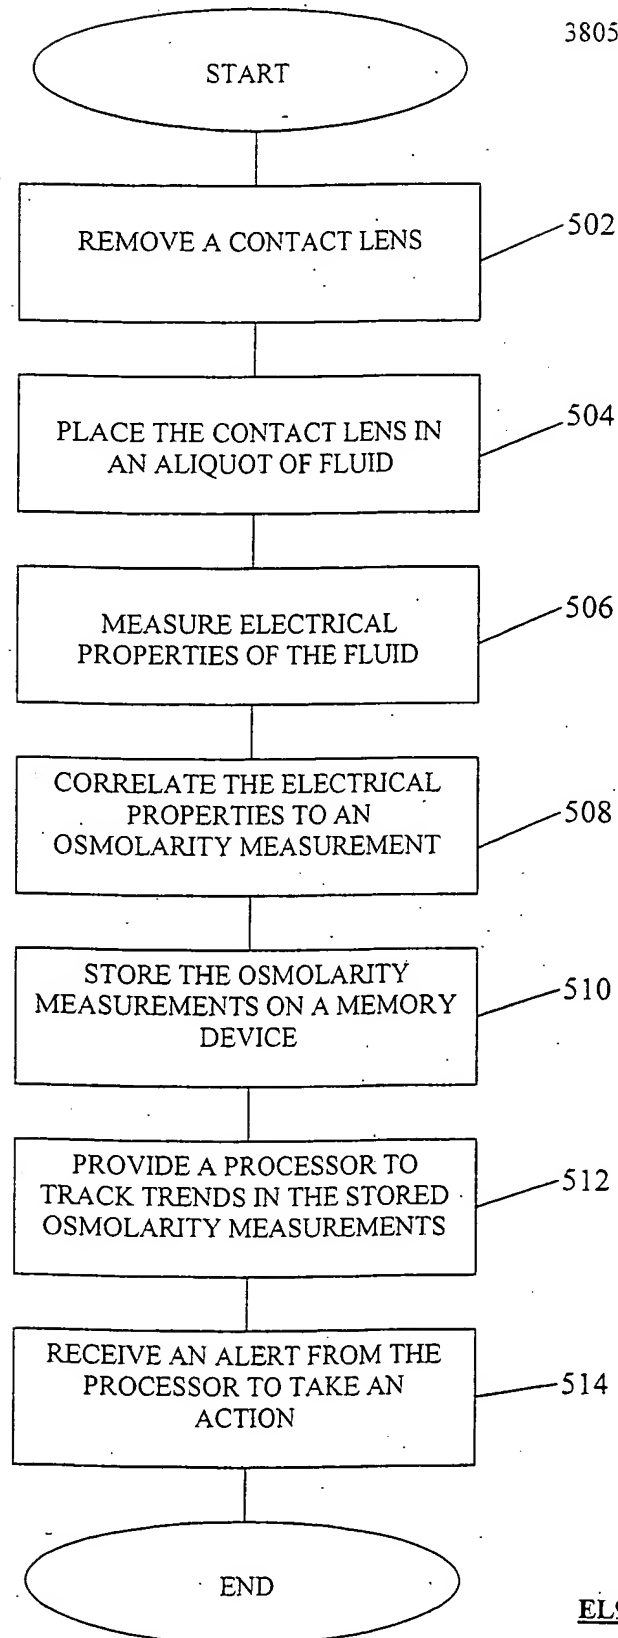 3805
START
REMOVE A CONTACT LENS
502
PLACE THE CONTACT LENS IN
AN ALIQUOT OF FLUID
504
MEASURE ELECTRICAL
PROPERTIES OF THE FLUID
506
CORRELATE THE ELECTRICAL
PROPERTIES TO AN
OSMOLARITY MEASUREMENT
508
STORE THE OSMOLARITY
MEASUREMENTS ON A MEMORY
DEVICE
510
PROVIDE A PROCESSOR TO
TRACK TRENDS IN THE STORED
OSMOLARITY MEASUREMENTS
512
RECEIVE AN ALERT FROM THE
PROCESSOR TO TAKE AN
ACTION
514
END